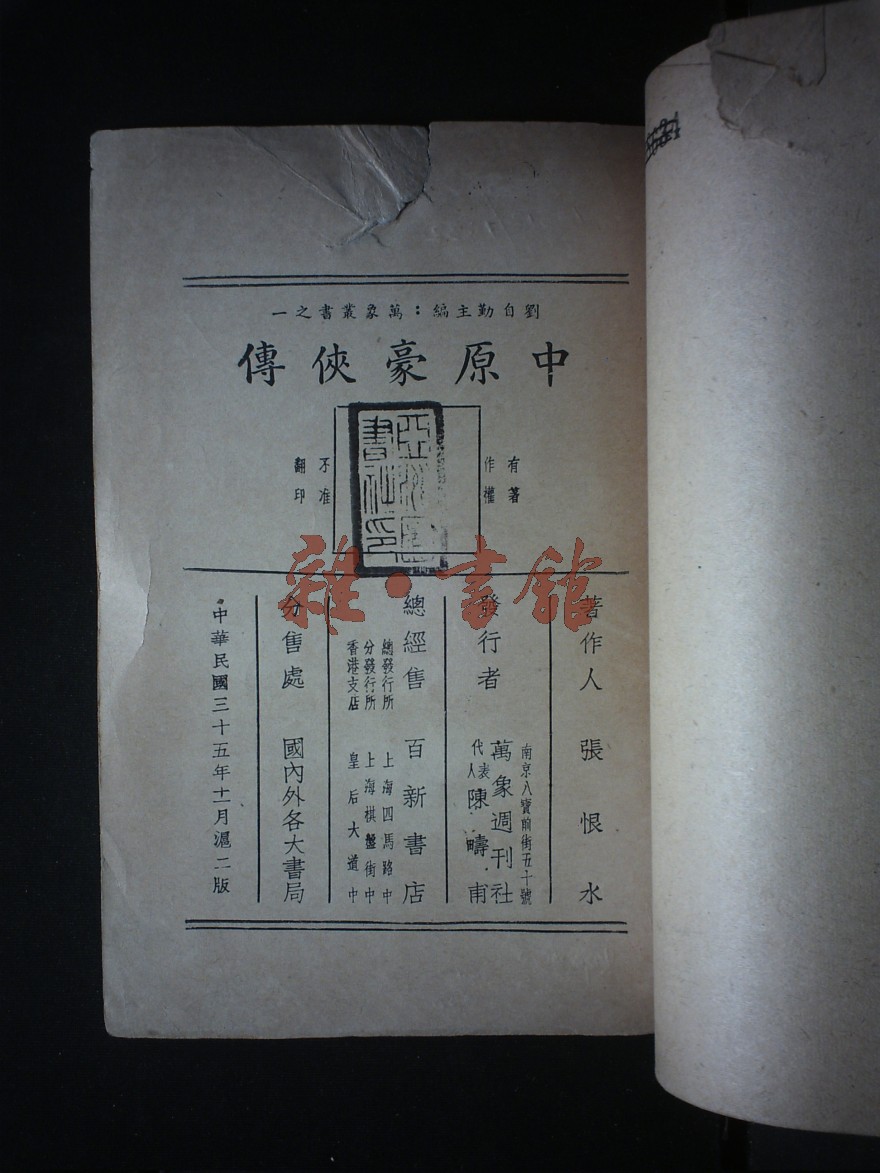 劉自勤主編：萬象叢書之一
中原豪俠傳
有著
作權
不准
翻印
著作人 張恨水
發行者
南京八寶前街五十號
萬象週刊社
代表人 陳疇甫
總經售 百新書店
總發行所 上海四馬路中
分發行所 上海棋盤街中
香港支店 皇后大道中
分售處 國內外各大書局
中華民國三十五年十一月滬二版
雜·書館